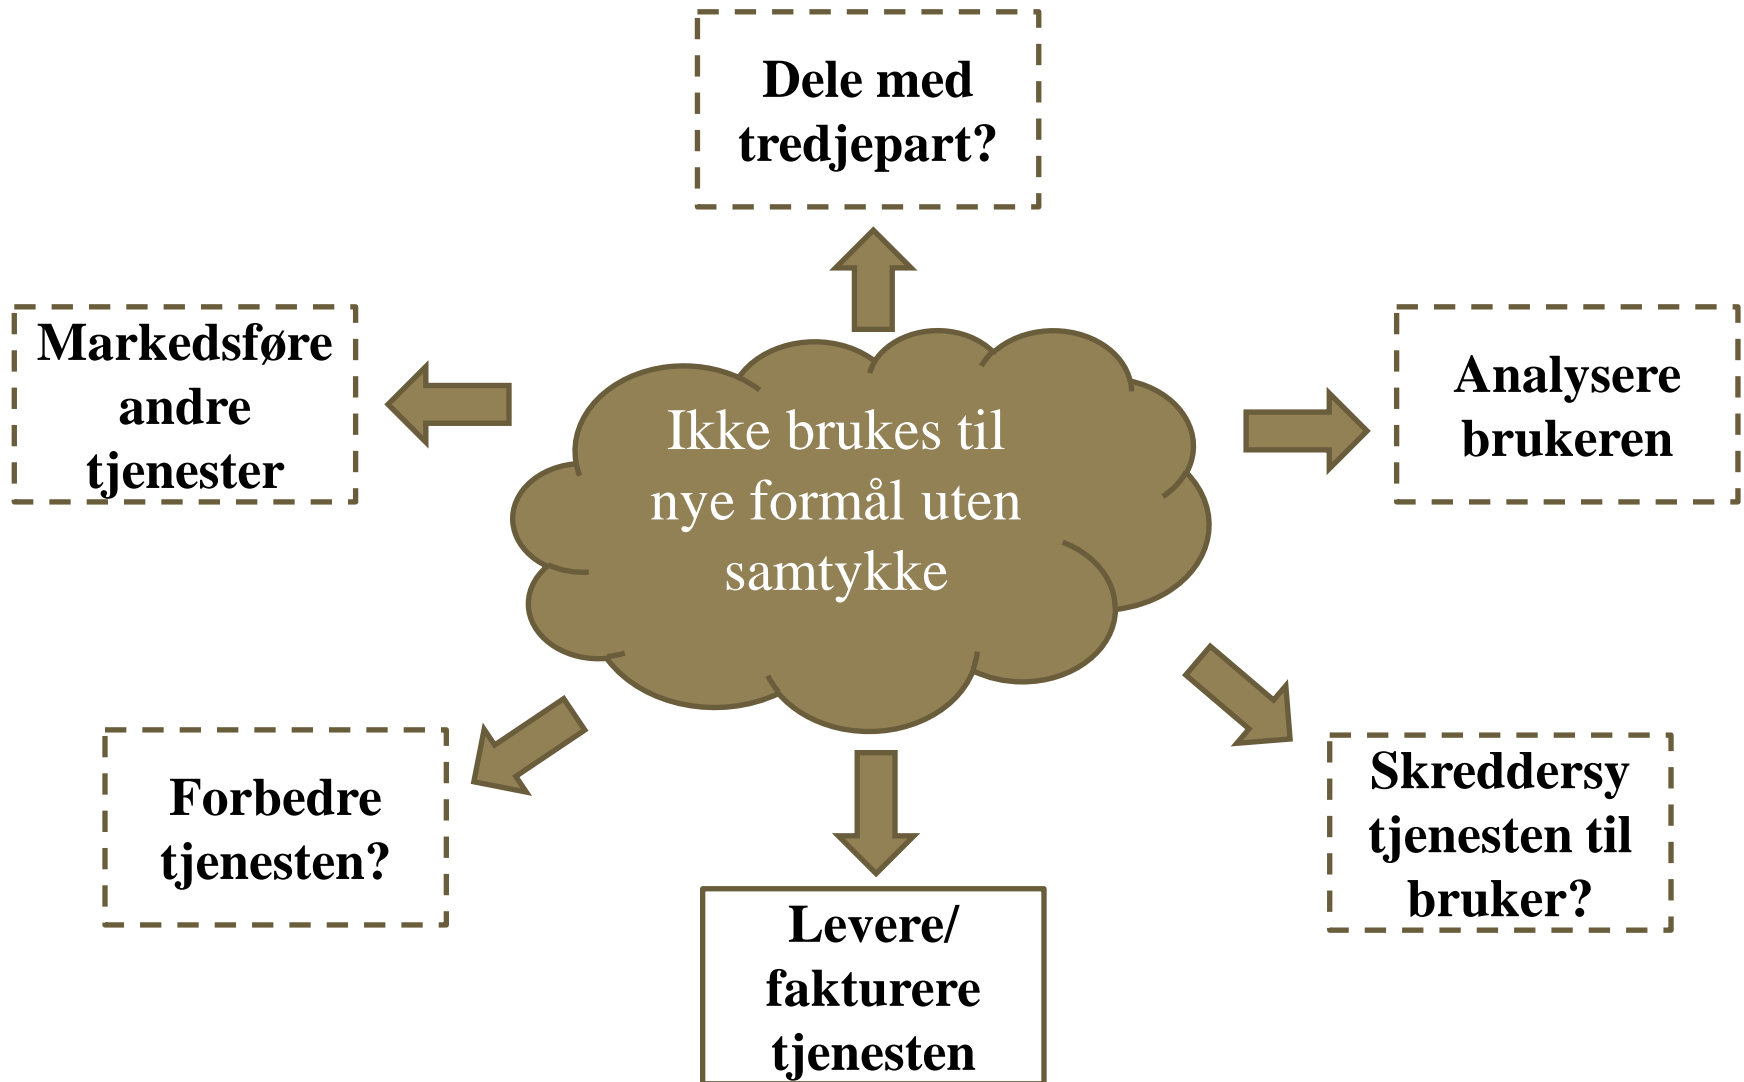 Dele med
tredjepart?
Markedsføre
andre
tjenester
Ikke brukes til
nye formål uten
samtykke
Analysere
brukeren
Forbedre
tjenesten?
Levere/
fakturere
tjenesten
Skreddersy
tjenesten til
bruker?